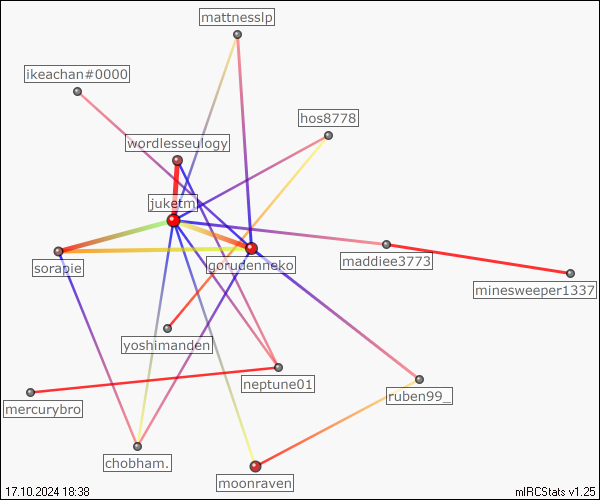 mattnesslp
ikeachan#0000
hos8778
wordlesseulogy
juketm
gorudenneko
maddiee3773
sorapie
minesweeper1337
yoshimanden
neptune01
ruben99_
mercurybro
chobham.
moonraven
17.10.2024 18:38
mIRCStats v1.25